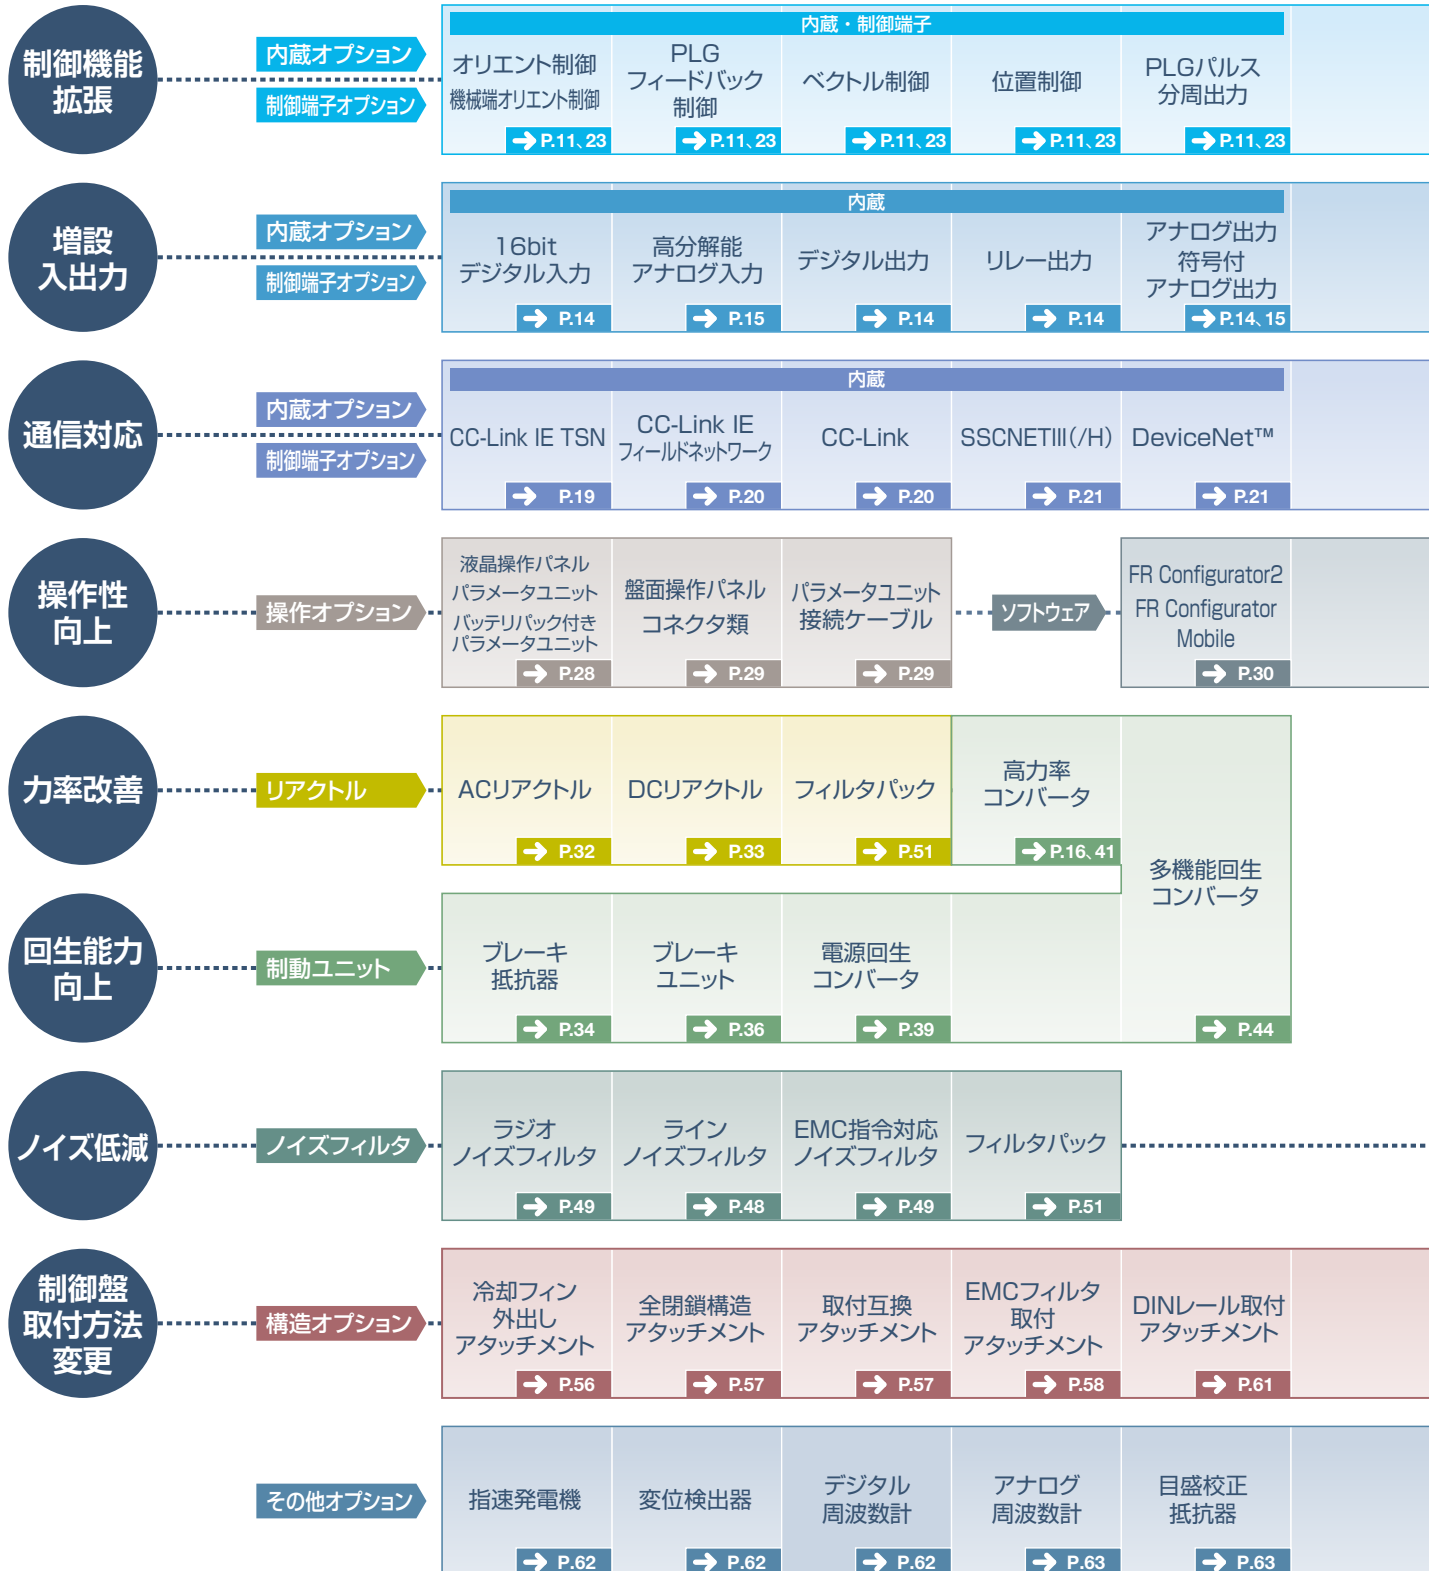 制御機能
拡張
内蔵オプション
制御端子オプション
内蔵・制御端子
オリエント制御
機械端オリエント制御
P.11、23
PLG
フィードバック
制御
P.11、23
ベクトル制御
P.11、23
位置制御
P.11、23
PLGパルス
分周出力
P.11、23
増設
入出力
内蔵オプション
制御端子オプション
内蔵
16bit
デジタル入力
P.14
高分解能
アナログ入力
P.15
デジタル出力
P.14
リレー出力
P.14
アナログ出力
符号付
アナログ出力
P.14、15
通信対応
内蔵オプション
制御端子オプション
内蔵
CC-Link IE TSN
P.19
CC-Link IE
フィールドネットワーク
P.20
CC-Link
P.20
SSCNETIII(/H)
P.21
DeviceNet™
P.21
操作性
向上
操作オプション
液晶操作パネル
パラメータユニット
バッテリパック付き
パラメータユニット
P.28
盤面操作パネル
コネクタ類
P.29
パラメータユニット
接続ケーブル
P.29
ソフトウェア
FR Configurator2
FR Configurator
Mobile
P.30
力率改善
リアクトル
ACリアクトル
P.32
DCリアクトル
P.33
フィルタパック
P.51
高力率
コンバータ
P.16、41
多機能回生
コンバータ
P.44
回生能力
向上
制動ユニット
ブレーキ
抵抗器
P.34
ブレーキ
ユニット
P.36
電源回生
コンバータ
P.39
ノイズ低減
ノイズフィルタ
ラジオ
ノイズフィルタ
P.49
ライン
ノイズフィルタ
P.48
EMC指令対応
ノイズフィルタ
P.49
フィルタパック
P.51
制御盤
取付方法
変更
構造オプション
冷却フィン
外出し
アタッチメント
P.56
全閉鎖構造
アタッチメント
P.57
取付互換
アタッチメント
P.57
EMCフィルタ
取付
アタッチメント
P.58
DINレール取付
アタッチメント
P.61
その他オプション
指速発電機
P.62
変位検出器
P.62
デジタル
周波数計
P.62
アナログ
周波数計
P.63
目盛校正
抵抗器
P.63